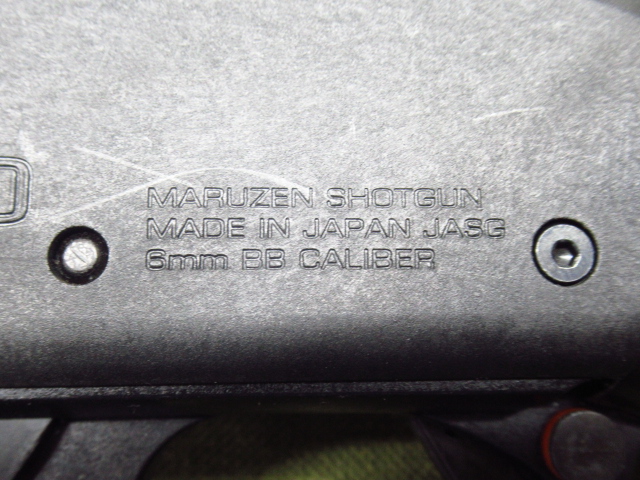 MARUZEN SHOTGUN
MADE IN JAPAN JASG
6mm BB CALIBER